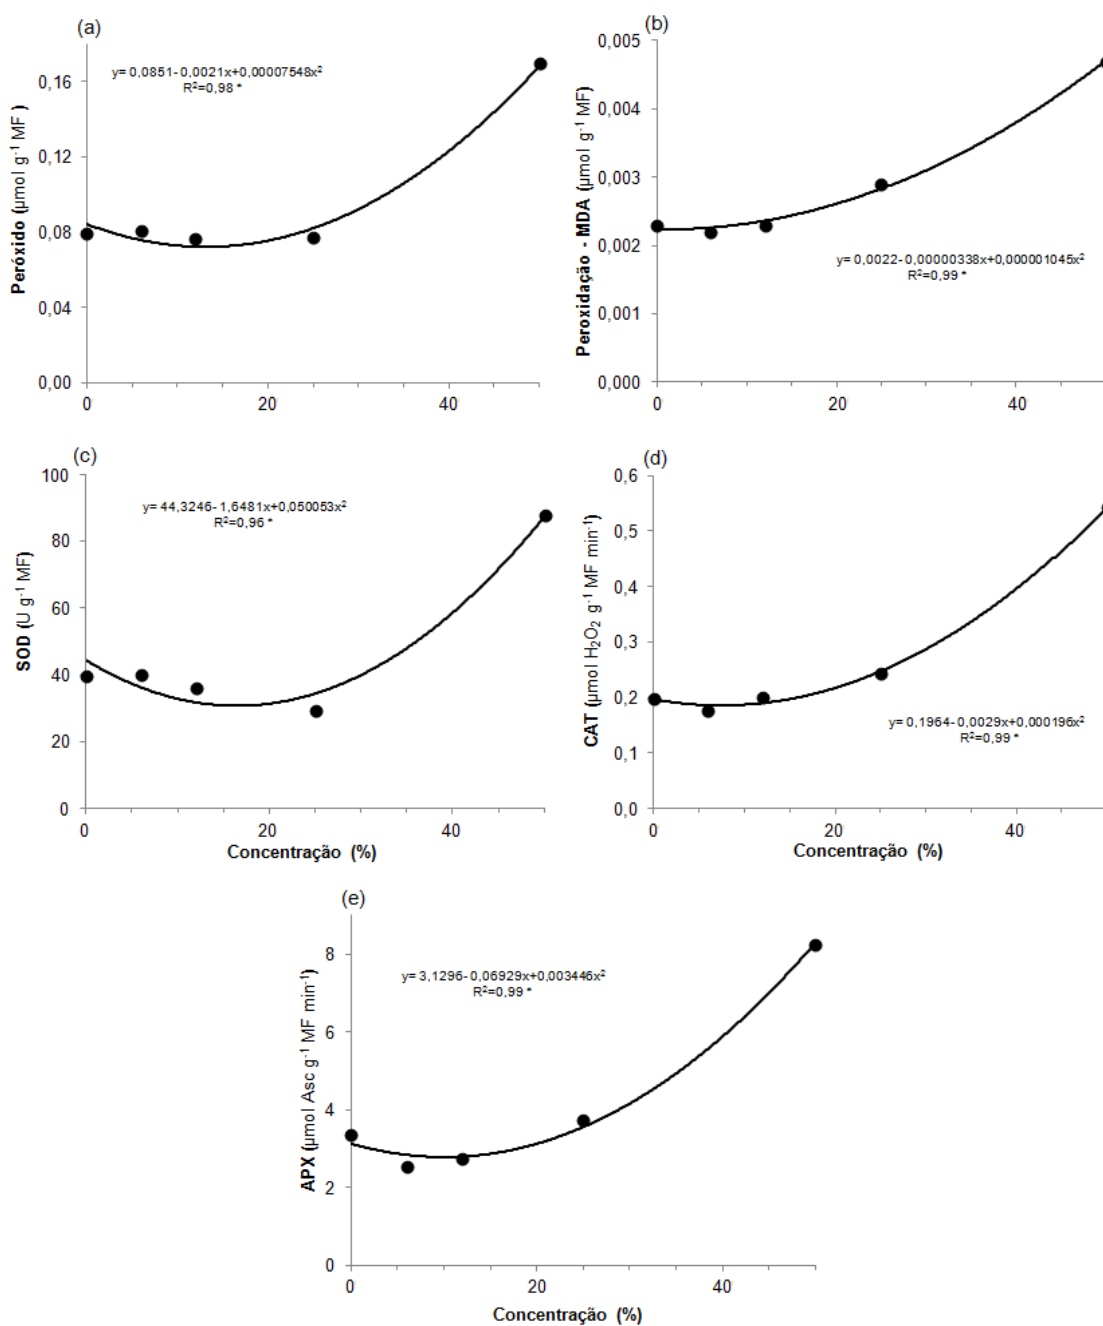 (a)
y= 0,0851- 0,0021x+0,00007548x²
R²=0,98 *
Peróxido (µmol g⁻¹ MF )
0,16
0,12
0,08
0,04
0,00
0
20
40
(b)
0,005
0,004
0,003
0,002
0,001
0,000
Peroxidação - MDA (µmol g⁻¹ MF)
y= 0,0022- 0,00000338x+0,000001045x²
R²=0,99 *
0
20
40
(c)
100
80
60
40
20
0
SOD (U g⁻¹ MF)
y= 44,3246- 1,6481x+0,050053x²
R²=0,96 *
0
20
40
Concentração (%)
(d)
0,6
0,5
0,4
0,3
0,2
0,1
0,0
CAT (µmol H₂O₂ g⁻¹ MF min⁻¹)
y= 0,1964- 0,0029x+0,000196x²
R²=0,99 *
0
20
40
Concentração (%)
(e)
8
6
4
2
0
APX (µmol Asc g⁻¹ MF min⁻¹)
y= 3,1296- 0,06929x+0,003446x²
R²=0,99 *
0
20
40
Concentração (%)